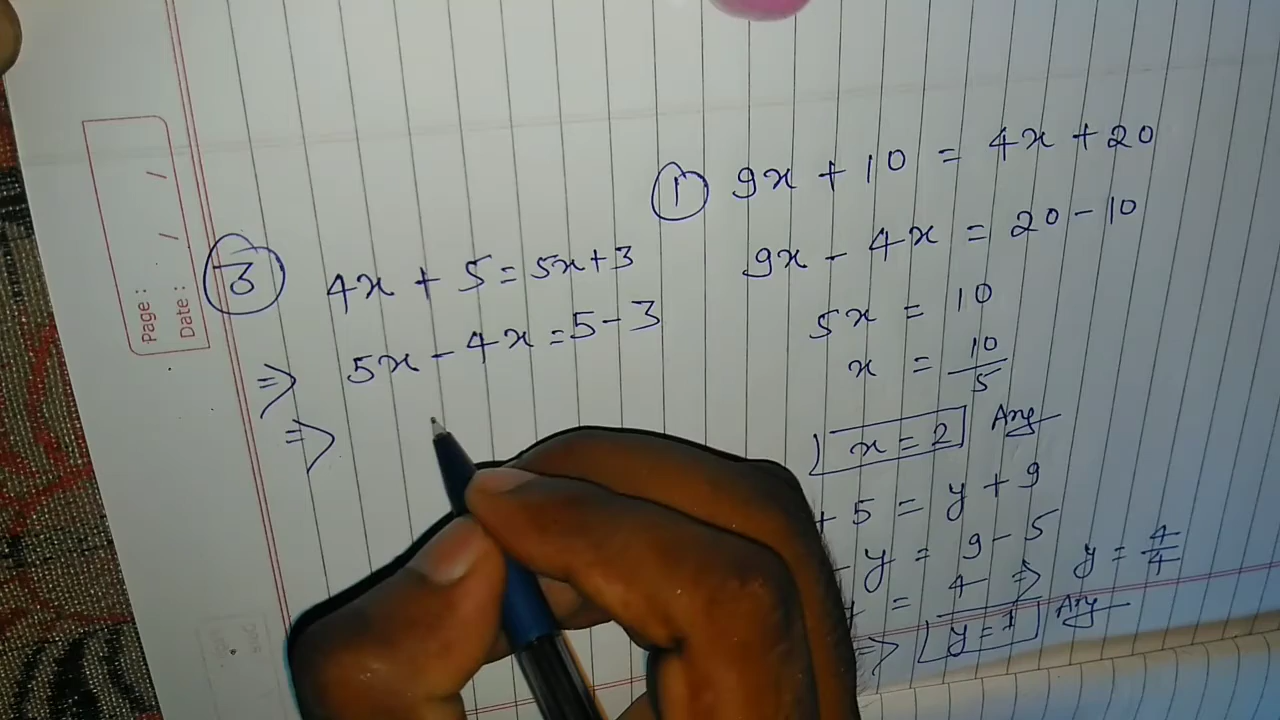 Page : / /
Date :
③ 4x + 5 = 5x + 3
⇒ 5x - 4x = 5 - 3
⇒
① 9x + 10 = 4x + 20
9x - 4x = 20 - 10
5x = 10
x = 10/5
x = 2 Ans
+ 5 = y + 9
- y = 9 - 5
= 4 ⇒ y = 4/4
⇒ y = 1 Ans